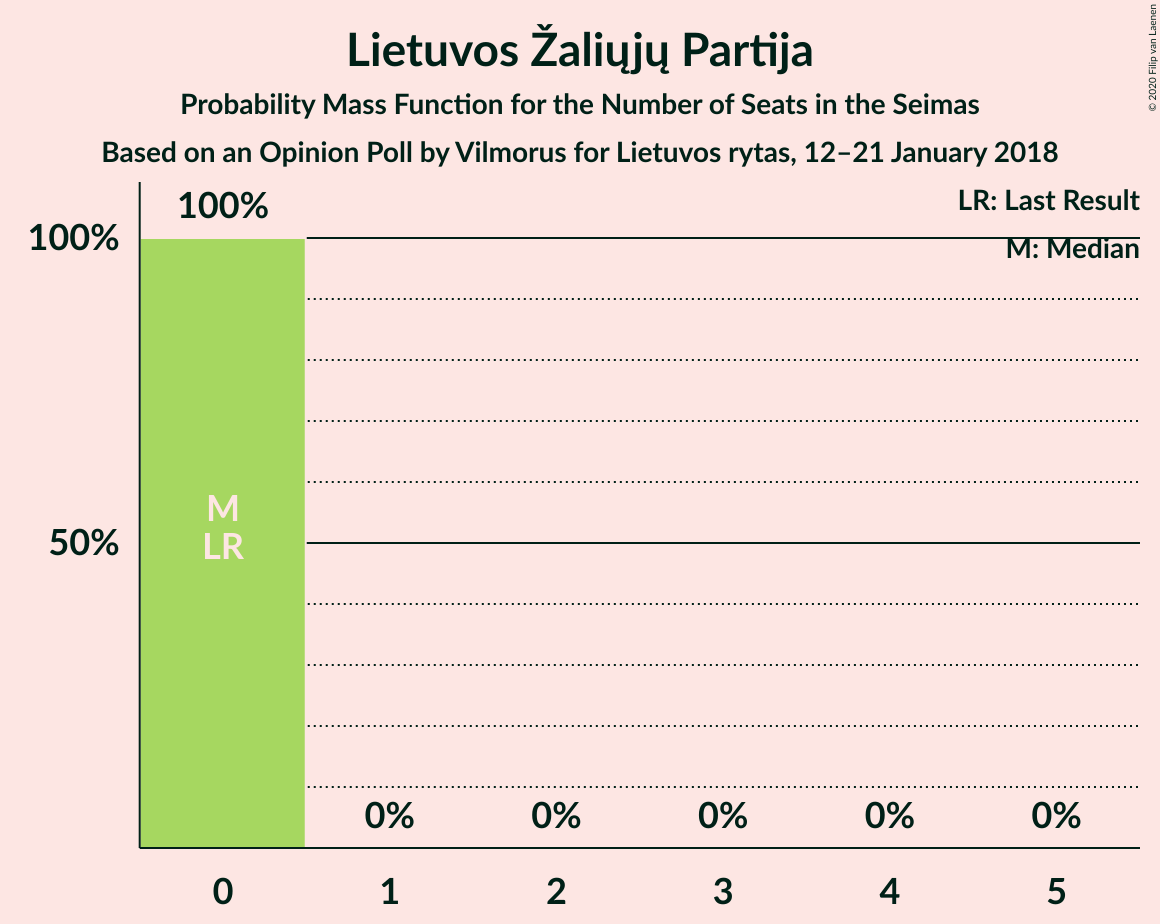 Lietuvos Žaliųjų Partija
Probability Mass Function for the Number of Seats in the Seimas
Based on an Opinion Poll by Vilmorus for Lietuvos rytas, 12–21 January 2018
© 2020 Filip van Laenen
LR: Last Result
M: Median
100%
100%
50%
M
LR
0% 0% 0% 0% 0%
0 1 2 3 4 5